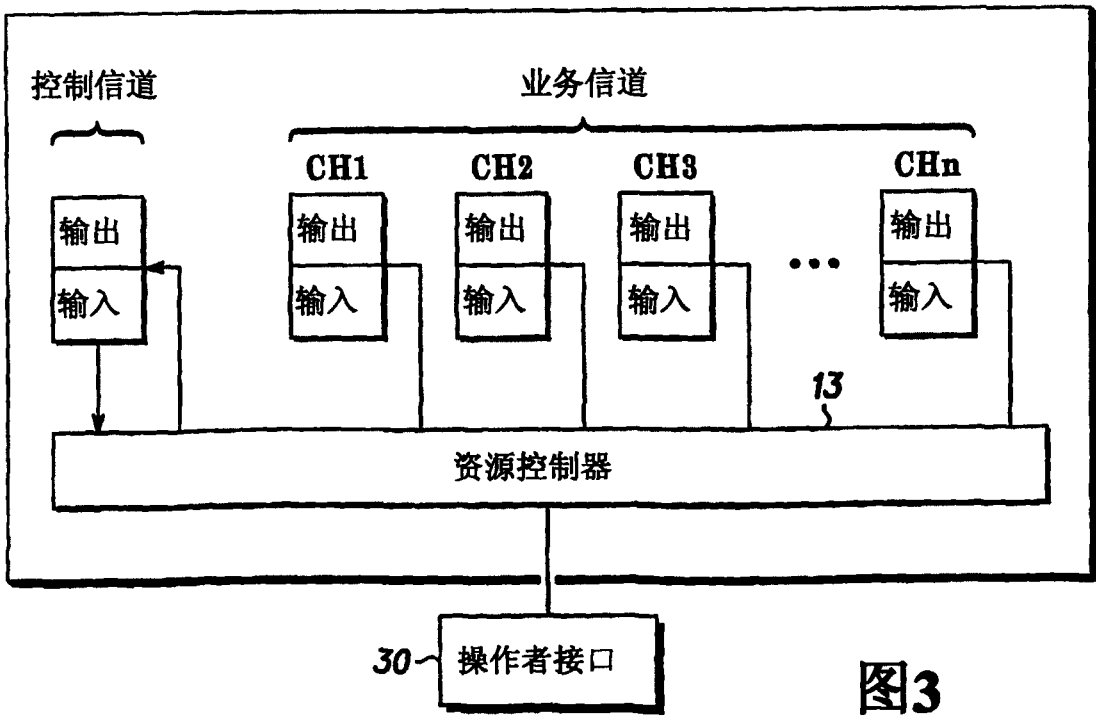 控制信道
业务信道
CH1
CH2
CH3
CHn
输出
输出
输出
输出
•••
输出
输入
输入
输入
输入
输入
13
资源控制器
30
操作者接口
图3